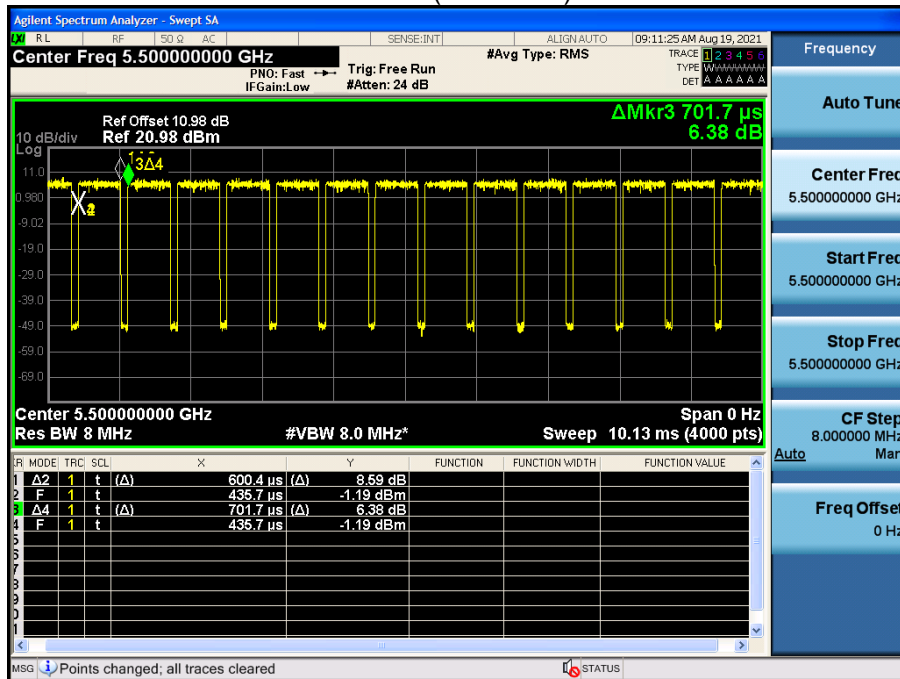 Agilent Spectrum Analyzer - Swept SA
LXI RL RF 50 Ω AC SENSE:INT ALIGN AUTO 09:11:25 AM Aug 19, 2021
Center Freq 5.500000000 GHz #Avg Type: RMS TRACE 1 2 3 4 5 6
PNO: Fast Trig: Free Run TYPE WWWWWW
IFGain:Low #Atten: 24 dB DET A A A A A A
Frequency
Auto Tune
Center Freq
5.500000000 GHz
Start Freq
5.500000000 GHz
Stop Freq
5.500000000 GHz
CF Step
8.000000 MHz
Auto Man
Freq Offset
0 Hz
ΔMkr3 701.7 µs
6.38 dB
Ref Offset 10.98 dB
10 dB/div Ref 20.98 dBm
Log
3Δ4
11.0
0.980
-9.02
-19.0
-29.0
-39.0
-49.0
-59.0
-69.0
Center 5.500000000 GHz Span 0 Hz
Res BW 8 MHz #VBW 8.0 MHz* Sweep 10.13 ms (4000 pts)
MODE TRC SCL X Y FUNCTION FUNCTION WIDTH FUNCTION VALUE
1 Δ2 1 t (Δ) 600.4 µs (Δ) 8.59 dB
2 F 1 t 435.7 µs -1.19 dBm
3 Δ4 1 t (Δ) 701.7 µs (Δ) 6.38 dB
4 F 1 t 435.7 µs -1.19 dBm
5
6
7
8
9
MSG Points changed; all traces cleared STATUS